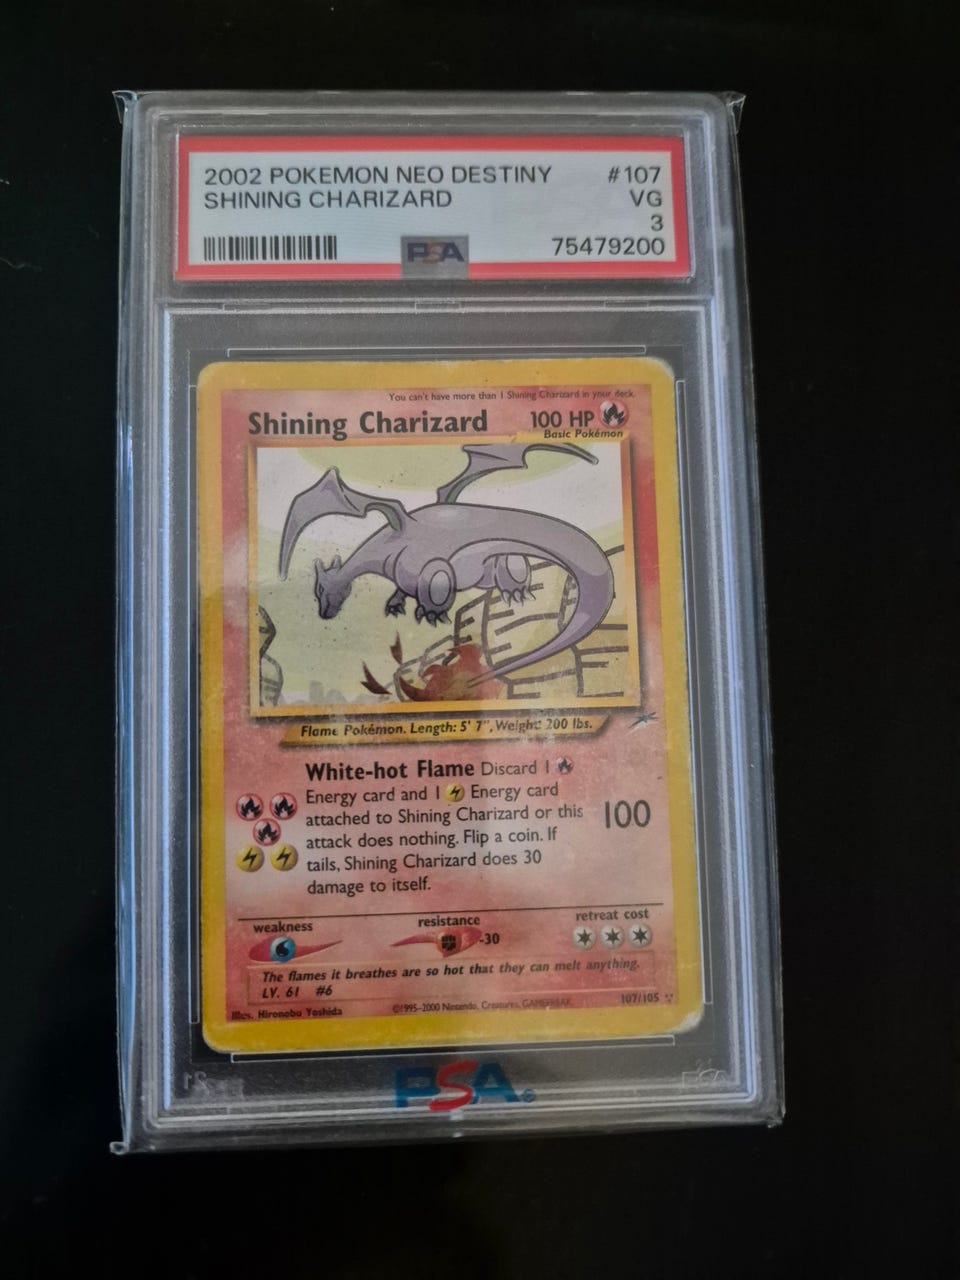 2002 POKEMON NEO DESTINY #107
SHINING CHARIZARD VG
3
PSA 75479200
You can't have more than 1 Shining Charizard in your deck.
Shining Charizard 100 HP
Basic Pokémon
Flame Pokémon. Length: 5' 7", Weight: 200 lbs.
White-hot Flame Discard 1
Energy card and 1 Energy card
attached to Shining Charizard or this 100
attack does nothing. Flip a coin. If
tails, Shining Charizard does 30
damage to itself.
weakness resistance retreat cost
-30
The flames it breathes are so hot that they can melt anything.
LV. 61 #6
Illus. Hironobu Yoshida ©1995-2000 Nintendo, Creatures, GAMEFREAK. 107/105
PSA